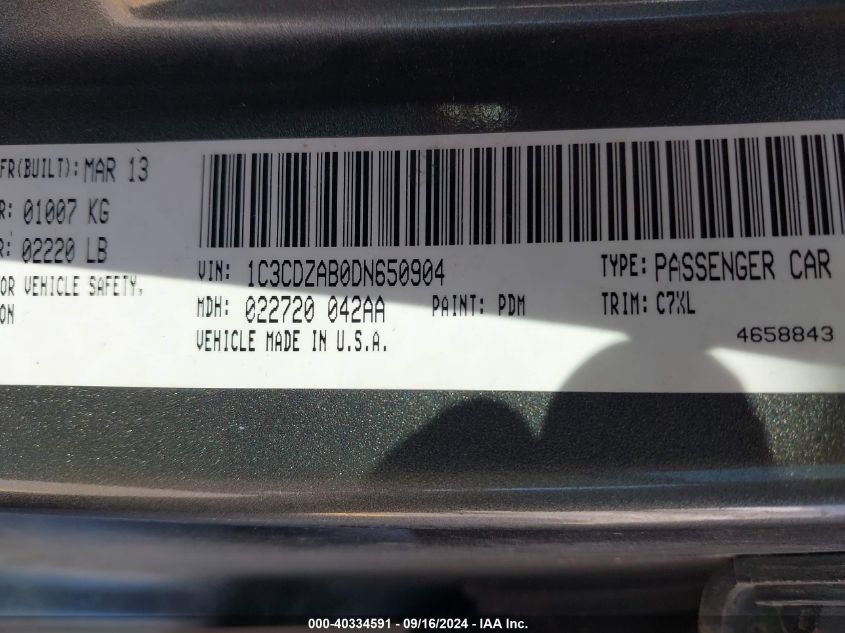 FR(BUILT): MAR 13
R: 01007 KG
R: 02220 LB
OR VEHICLE SAFETY,
ON
VIN: 1C3CDZAB0DN650904 TYPE: PASSENGER CAR
MDH: 022720 042AA PAINT: PDM TRIM: C7XL
VEHICLE MADE IN U.S.A.
4658843
000-40334591 - 09/16/2024 - IAA Inc.